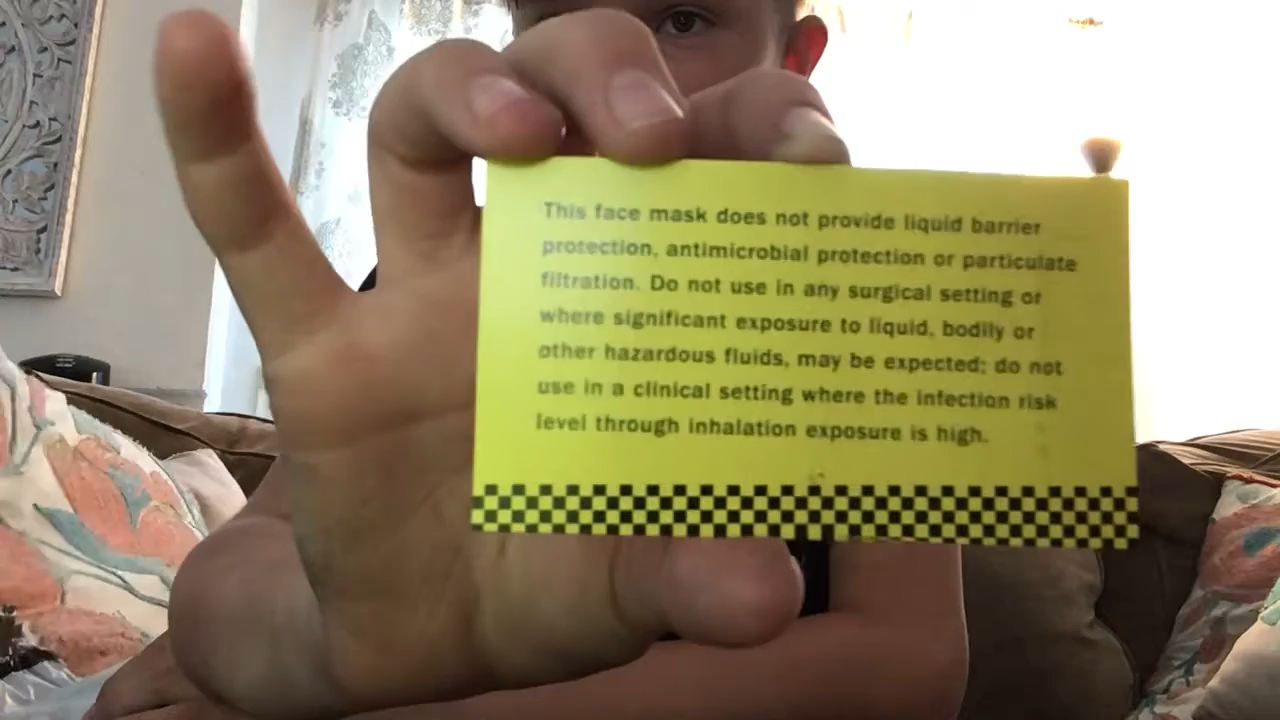 This face mask does not provide liquid barrier
protection, antimicrobial protection or particulate
filtration. Do not use in any surgical setting or
where significant exposure to liquid, bodily or
other hazardous fluids, may be expected; do not
use in a clinical setting where the infection risk
level through inhalation exposure is high.